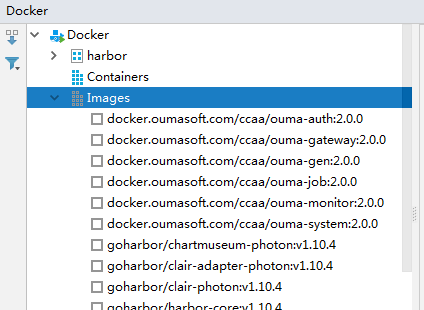 Docker
Docker
harbor
Containers
Images
docker.oumasoft.com/ccaa/ouma-auth:2.0.0
docker.oumasoft.com/ccaa/ouma-gateway:2.0.0
docker.oumasoft.com/ccaa/ouma-gen:2.0.0
docker.oumasoft.com/ccaa/ouma-job:2.0.0
docker.oumasoft.com/ccaa/ouma-monitor:2.0.0
docker.oumasoft.com/ccaa/ouma-system:2.0.0
goharbor/chartmuseum-photon:v1.10.4
goharbor/clair-adapter-photon:v1.10.4
goharbor/clair-photon:v1.10.4
goharbor/harbor-core:v1.10.4